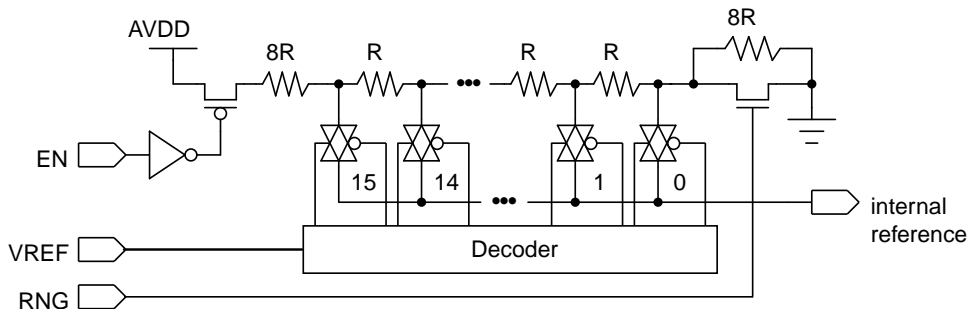 AVDD
8R
R
R
R
8R
EN
15
14
1
0
internal
reference
VREF
Decoder
RNG